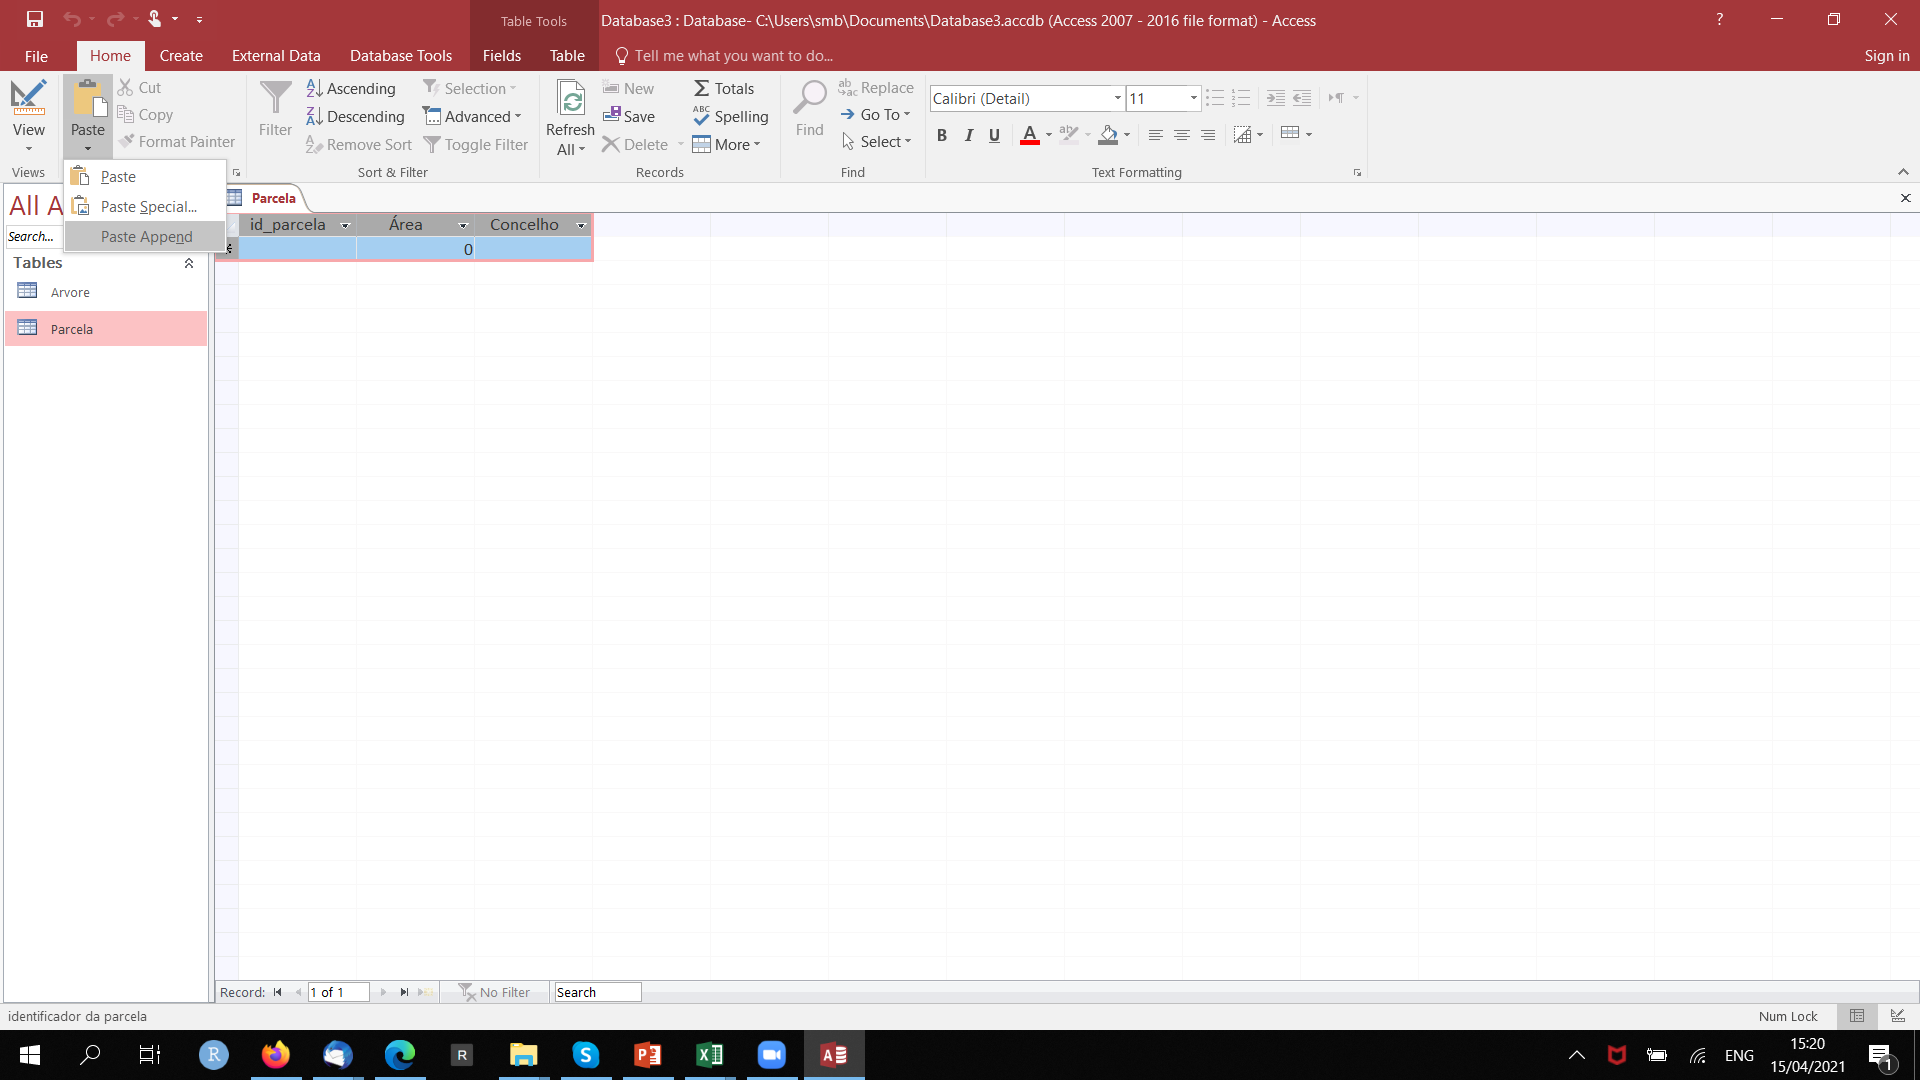 Table Tools
Database3 : Database- C:\Users\smb\Documents\Database3.accdb (Access 2007 - 2016 file format) - Access
?
File
Home
Create
External Data
Database Tools
Fields
Table
Tell me what you want to do...
Sign in
View
Views
Paste
Cut
Copy
Format Painter
Paste
Paste Special...
Paste Append
Filter
Ascending
Descending
Remove Sort
Selection
Advanced
Toggle Filter
Sort & Filter
Refresh
All
New
Save
Delete
Totals
Spelling
More
Records
Find
Replace
Go To
Select
Find
Calibri (Detail)
11
B I U
Text Formatting
All A
Search...
Tables
Arvore
Parcela
Parcela
id_parcela
Área
Concelho
0
Record:
1 of 1
No Filter
Search
identificador da parcela
Num Lock
ENG
15:20
15/04/2021
1